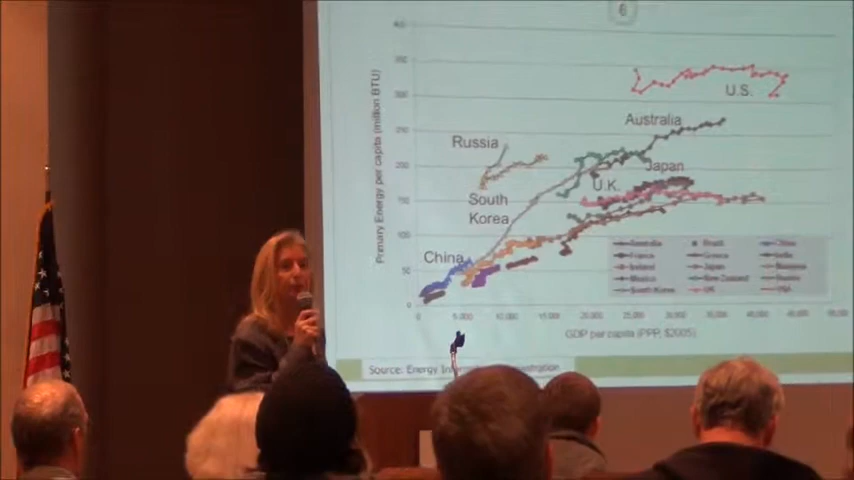 6
400
350
300
250
200
150
100
50
0
Primary Energy per capita (million BTU)
U.S.
Australia
Russia
Japan
U.K.
South
Korea
China
0 5,000 10,000 15,000 20,000 25,000 30,000 35,000 40,000 45,000 50,000
GDP per capita (PPP, $2005)
Australia Brazil China
France Greece India
Ireland Japan
Mexico New Zealand
South Korea UK USA
Source: Energy